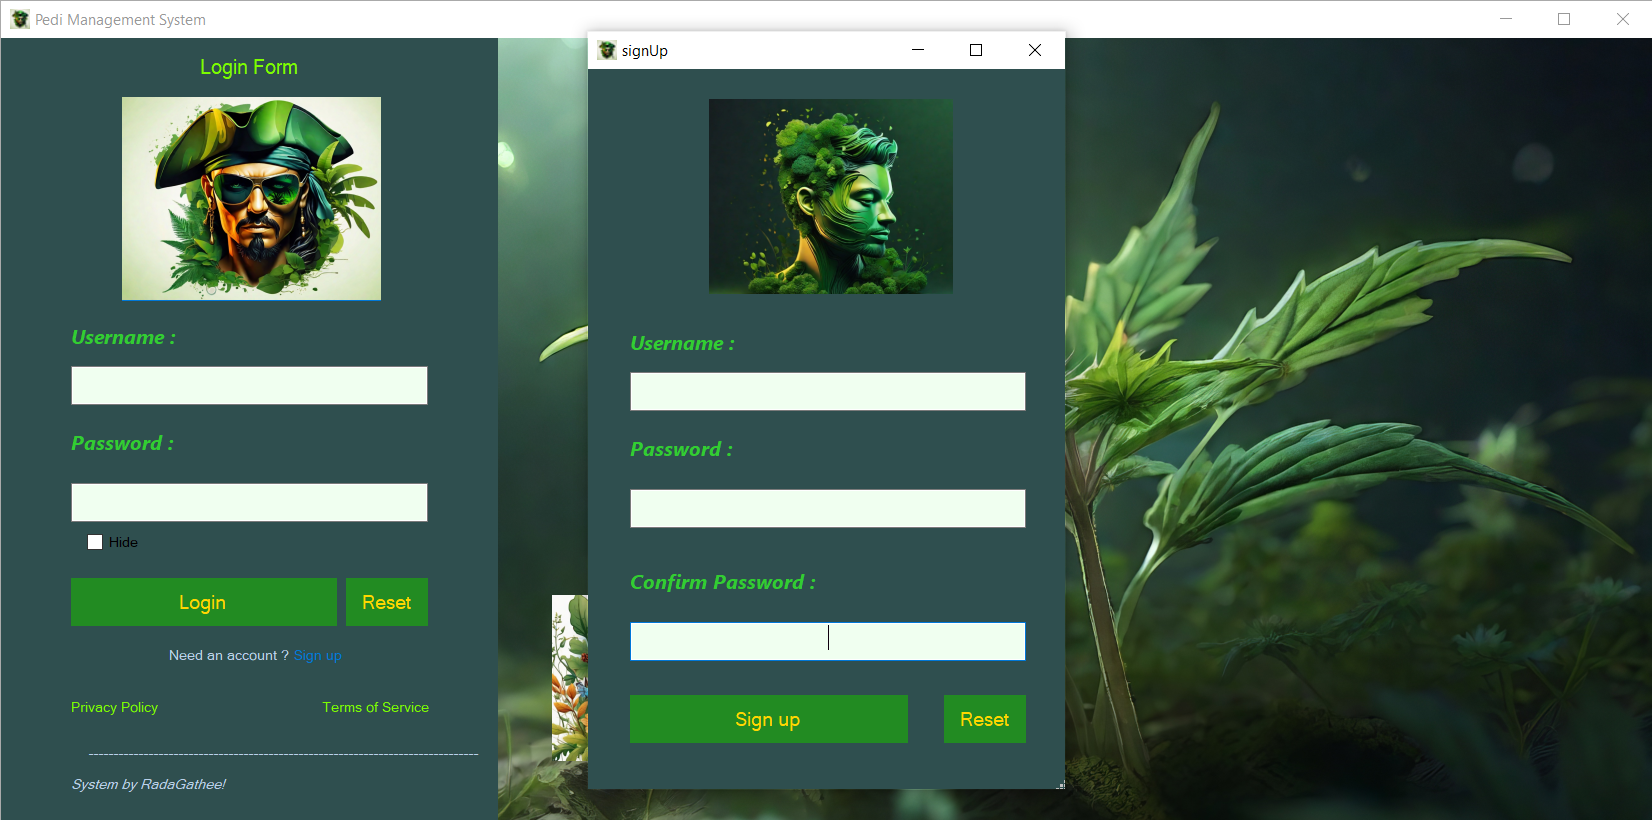 Pedi Management System
Login Form
Username :
Password :
Hide
Login
Reset
Need an account ? Sign up
Privacy Policy
Terms of Service
------------------------------------------------------------------------------
System by RadaGathee!
signUp
Username :
Password :
Confirm Password :
Sign up
Reset